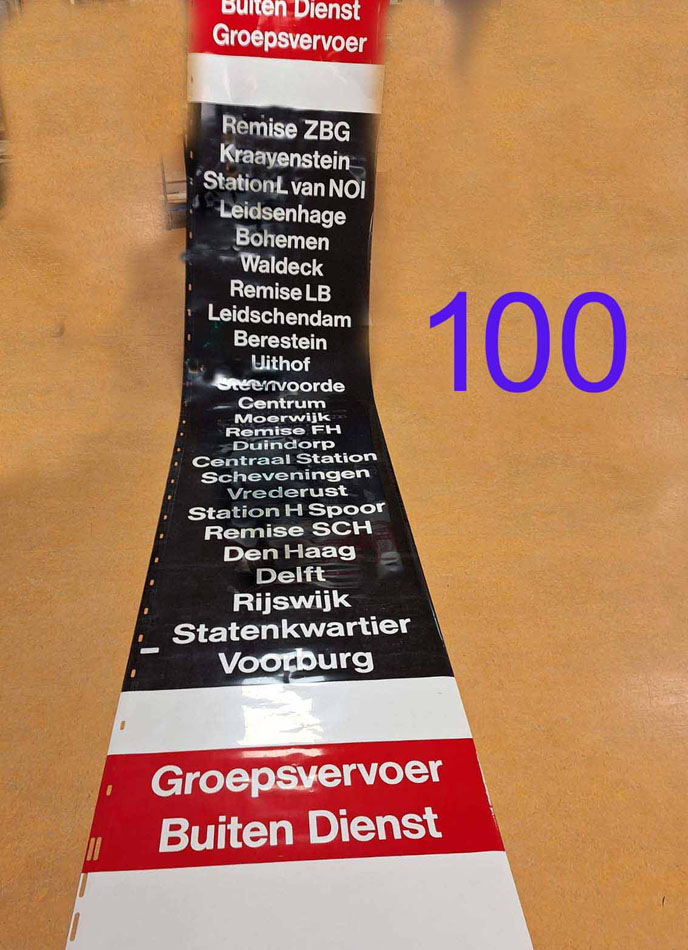 Buiten Dienst
Groepsvervoer
Remise ZBG
Kraayenstein
Station L van NOI
Leidsenhage
Bohemen
Waldeck
Remise LB
Leidschendam
Berestein
Uithof
Steenvoorde
Centrum
Moerwijk
Remise FH
Duindorp
Centraal Station
Scheveningen
Vrederust
Station H Spoor
Remise SCH
Den Haag
Delft
Rijswijk
Statenkwartier
Voorburg
Groepsvervoer
Buiten Dienst
100